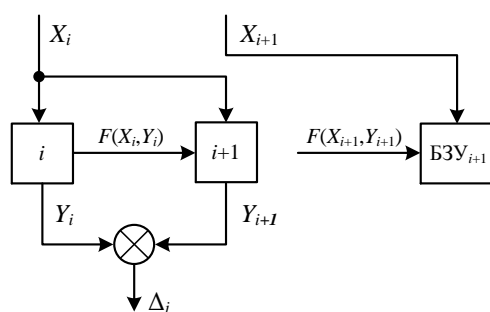 X_i
X_{i+1}
i
F(X_i,Y_i)
i+1
F(X_{i+1},Y_{i+1})
БЗУ_{i+1}
Y_i
Y_{i+1}
Δ_i